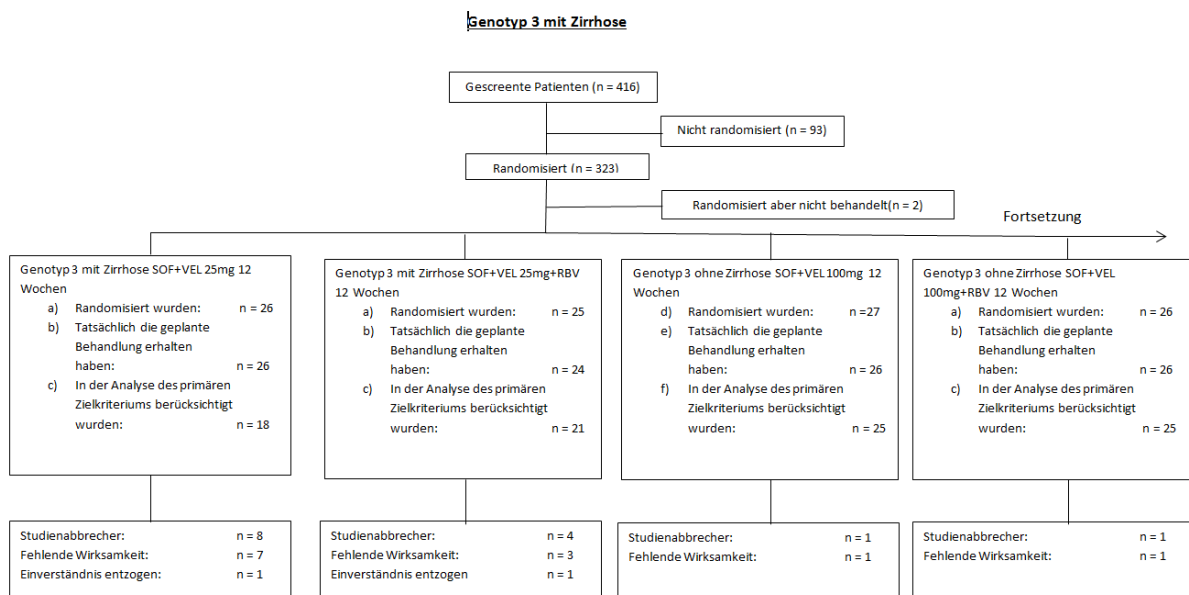 Genotyp 3 mit Zirrhose
Gescreente Patienten (n = 416)
Nicht randomisiert (n = 93)
Randomisiert (n = 323)
Randomisiert aber nicht behandelt(n = 2)
Fortsetzung
Genotyp 3 mit Zirrhose SOF+VEL 25mg 12
Wochen
a) Randomisiert wurden: n = 26
b) Tatsächlich die geplante
Behandlung erhalten
haben: n = 26
c) In der Analyse des primären
Zielkriteriums berücksichtigt
wurden: n = 18
Genotyp 3 mit Zirrhose SOF+VEL 25mg+RBV
12 Wochen
a) Randomisiert wurden: n = 25
b) Tatsächlich die geplante
Behandlung erhalten
haben: n = 24
c) In der Analyse des primären
Zielkriteriums berücksichtigt
wurden: n = 21
Genotyp 3 ohne Zirrhose SOF+VEL 100mg 12
Wochen
d) Randomisiert wurden: n =27
e) Tatsächlich die geplante
Behandlung erhalten
haben: n = 26
f) In der Analyse des primären
Zielkriteriums berücksichtigt
wurden: n = 25
Genotyp 3 ohne Zirrhose SOF+VEL
100mg+RBV 12 Wochen
a) Randomisiert wurden: n = 26
b) Tatsächlich die geplante
Behandlung erhalten
haben: n = 26
c) In der Analyse des primären
Zielkriteriums berücksichtigt
wurden: n = 25
Studienabbrecher: n = 8
Fehlende Wirksamkeit: n = 7
Einverständnis entzogen: n = 1
Studienabbrecher: n = 4
Fehlende Wirksamkeit: n = 3
Einverständnis entzogen n = 1
Studienabbrecher: n = 1
Fehlende Wirksamkeit: n = 1
Studienabbrecher: n = 1
Fehlende Wirksamkeit: n = 1